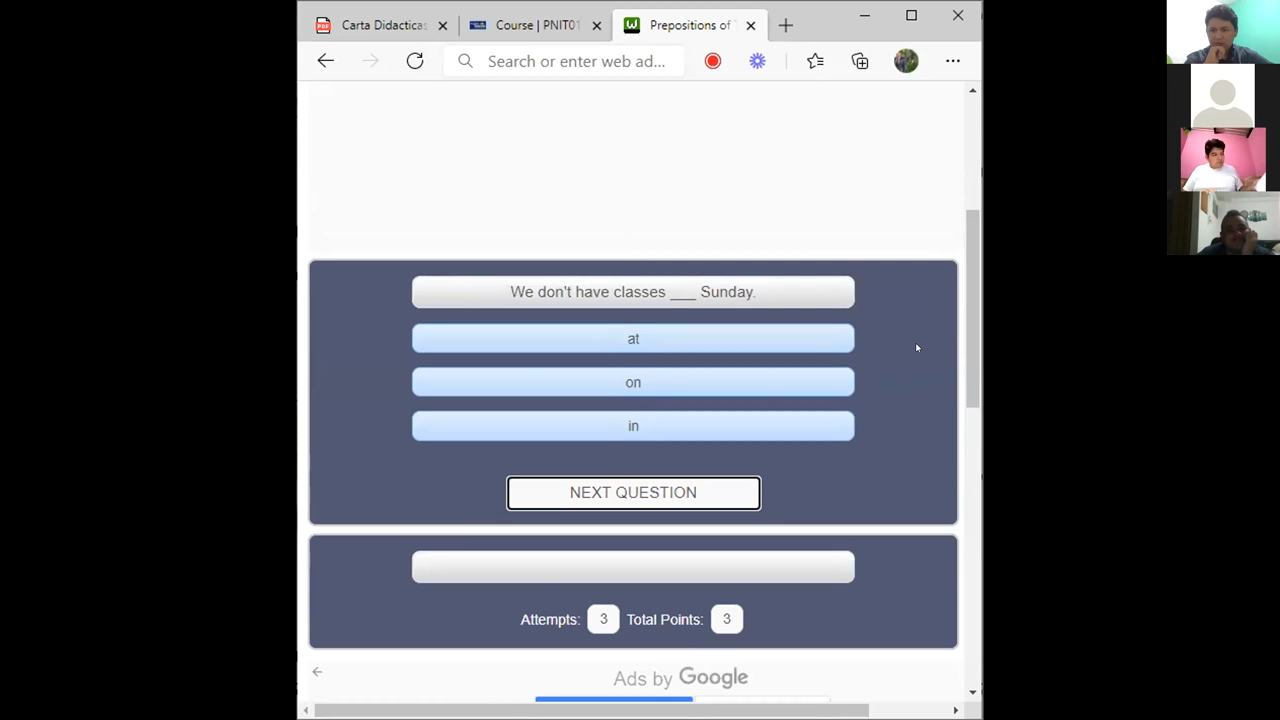 Carta Didacticas
Course | PNIT01
Prepositions of
Search or enter web ad...
We don't have classes ___ Sunday.
at
on
in
NEXT QUESTION
Attempts: 3 Total Points: 3
Ads by Google